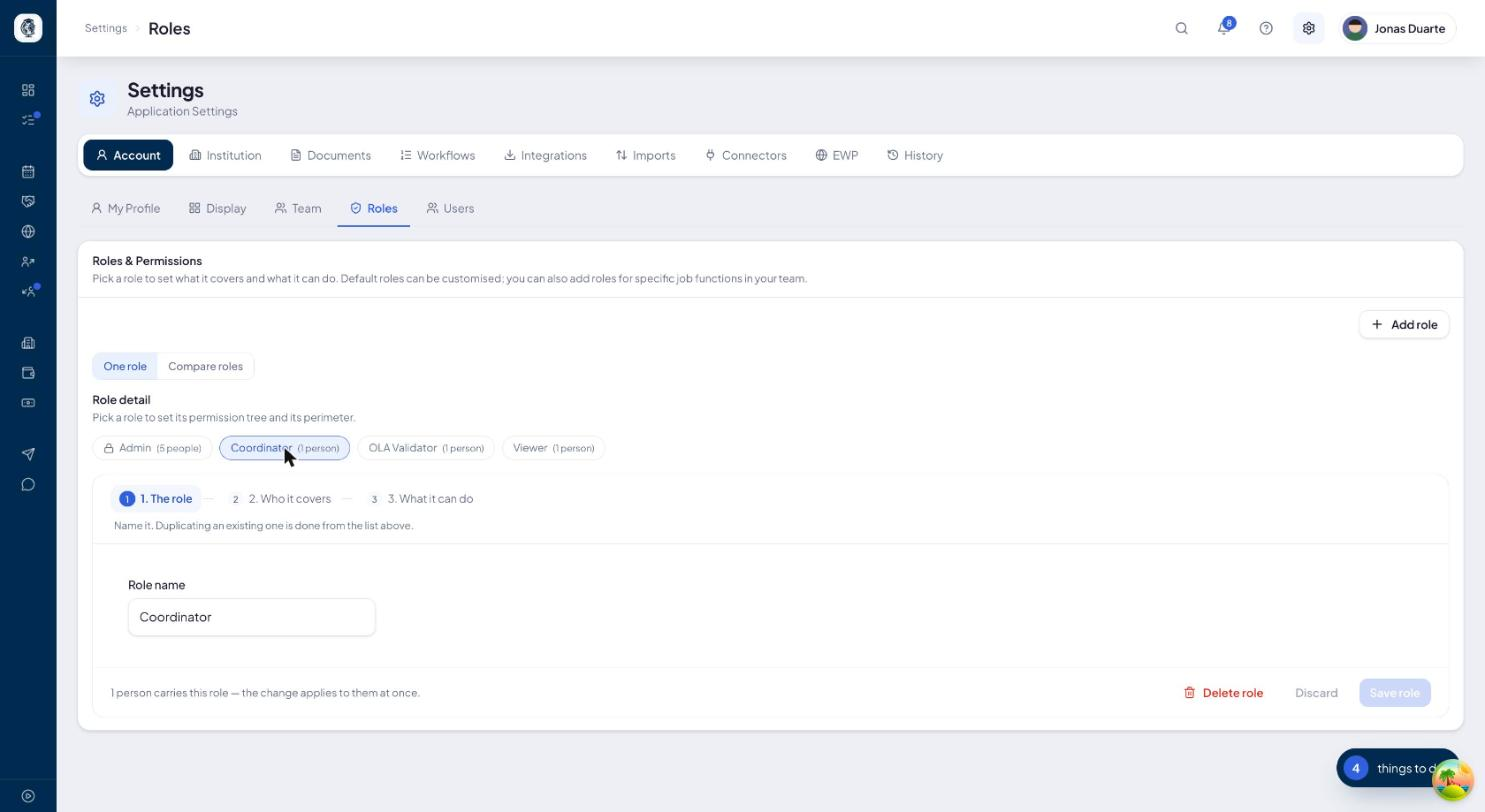 Settings > Roles
8
Jonas Duarte
Settings
Application Settings
Account Institution Documents Workflows Integrations Imports Connectors EWP History
My Profile Display Team Roles Users
Roles & Permissions
Pick a role to set what it covers and what it can do. Default roles can be customised; you can also add roles for specific job functions in your team.
+ Add role
One role Compare roles
Role detail
Pick a role to set its permission tree and its perimeter.
Admin (5 people) Coordinator (1 person) OLA Validator (1 person) Viewer (1 person)
1 1. The role — 2 2. Who it covers — 3 3. What it can do
Name it. Duplicating an existing one is done from the list above.
Role name
Coordinator
1 person carries this role — the change applies to them at once.
Delete role Discard Save role
4 things to d